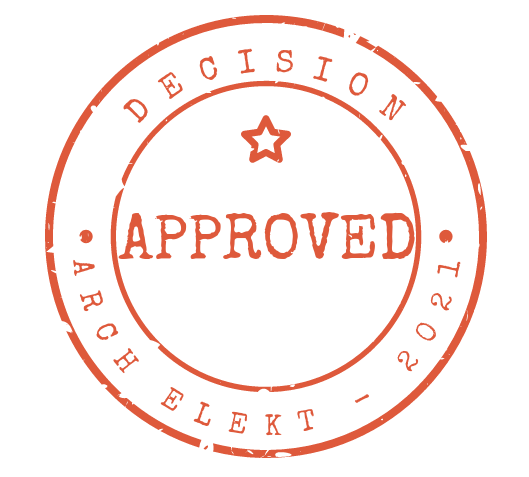 DECISION
APPROVED
ARCH ELEKT - 2021